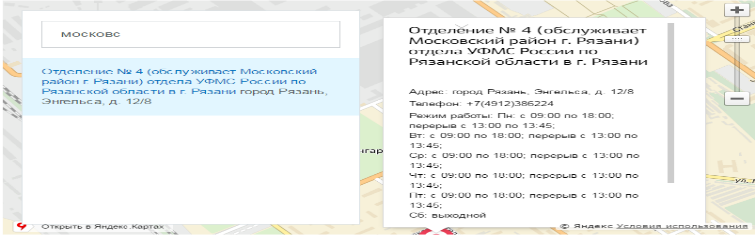 московс
Отделение № 4 (обслуживает Московский
район г. Рязани) отдела УФМС России по
Рязанской области в г. Рязани город Рязань,
Энгельса, д. 12/8
Открыть в Яндекс.Картах
Отделение № 4 (обслуживает
Московский район г. Рязани)
отдела УФМС России по
Рязанской области в г. Рязани
Адрес: город Рязань, Энгельса, д. 12/8
Телефон: +7(4912)386224
Режим работы: Пн: с 09:00 по 18:00;
перерыв с 13:00 по 13:45;
Вт: с 09:00 по 18:00; перерыв с 13:00 по
13:45;
Ср: с 09:00 по 18:00; перерыв с 13:00 по
13:45;
Чт: с 09:00 по 18:00; перерыв с 13:00 по
13:45;
Пт: с 09:00 по 18:00; перерыв с 13:00 по
13:45;
Сб: выходной
© Яндекс Условия использования